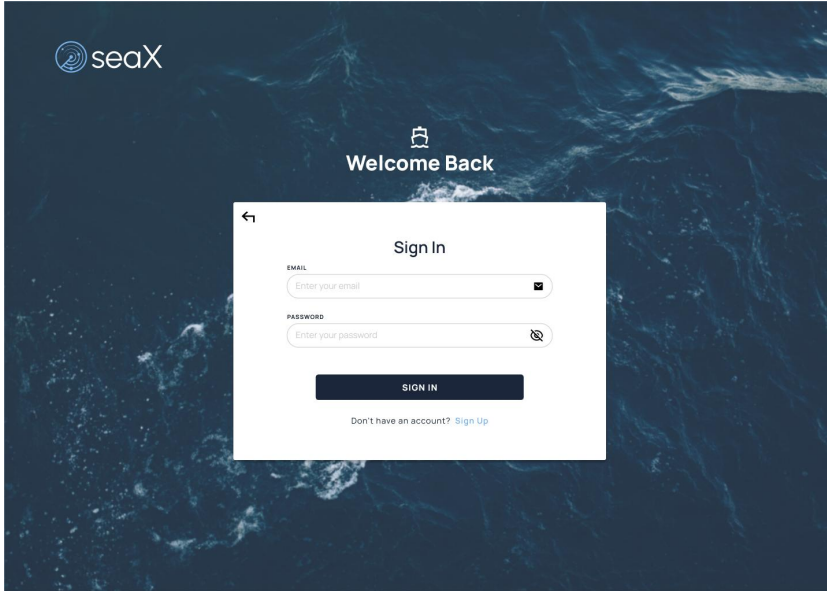 seaX
Welcome Back
Sign In
EMAIL
Enter your email
PASSWORD
Enter your password
SIGN IN
Don't have an account? Sign Up